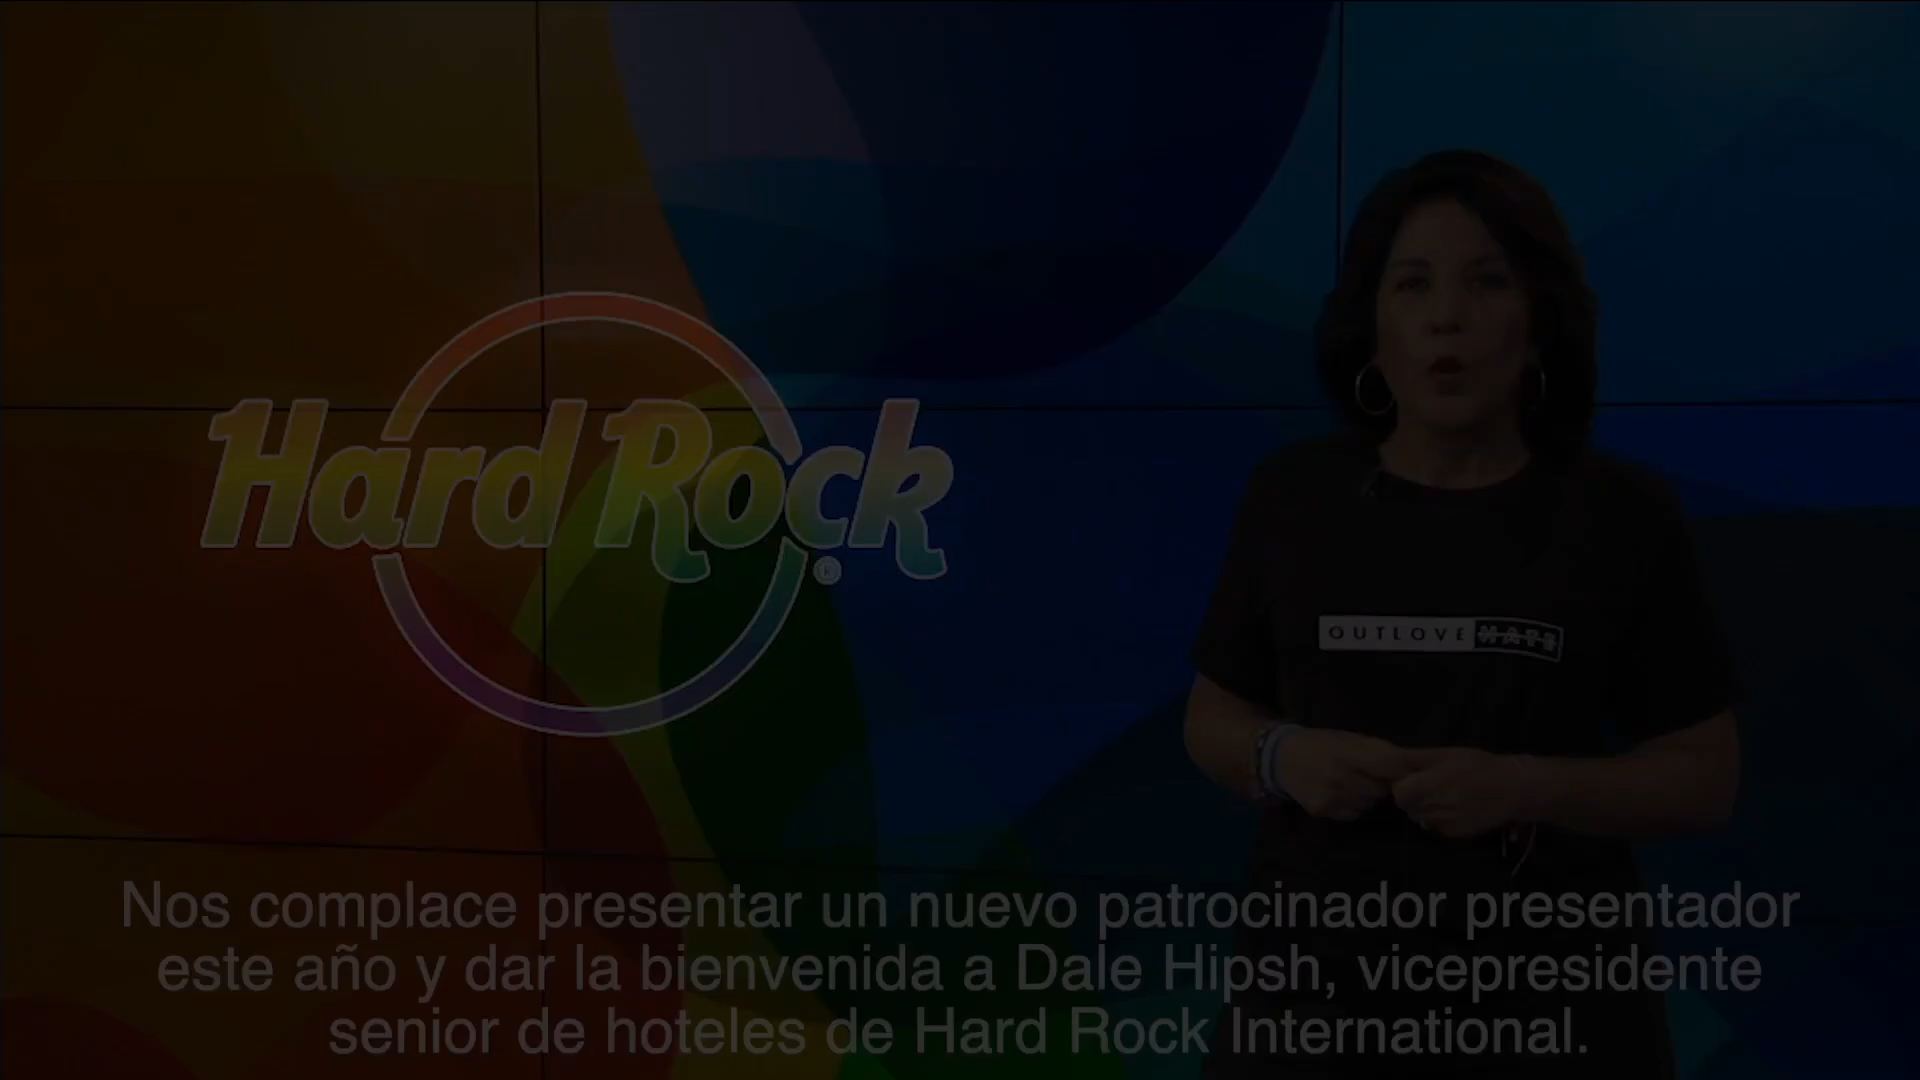 Hard Rock
®
OUTLOVE HATE
Nos complace presentar un nuevo patrocinador presentador
este año y dar la bienvenida a Dale Hipsh, vicepresidente
senior de hoteles de Hard Rock International.